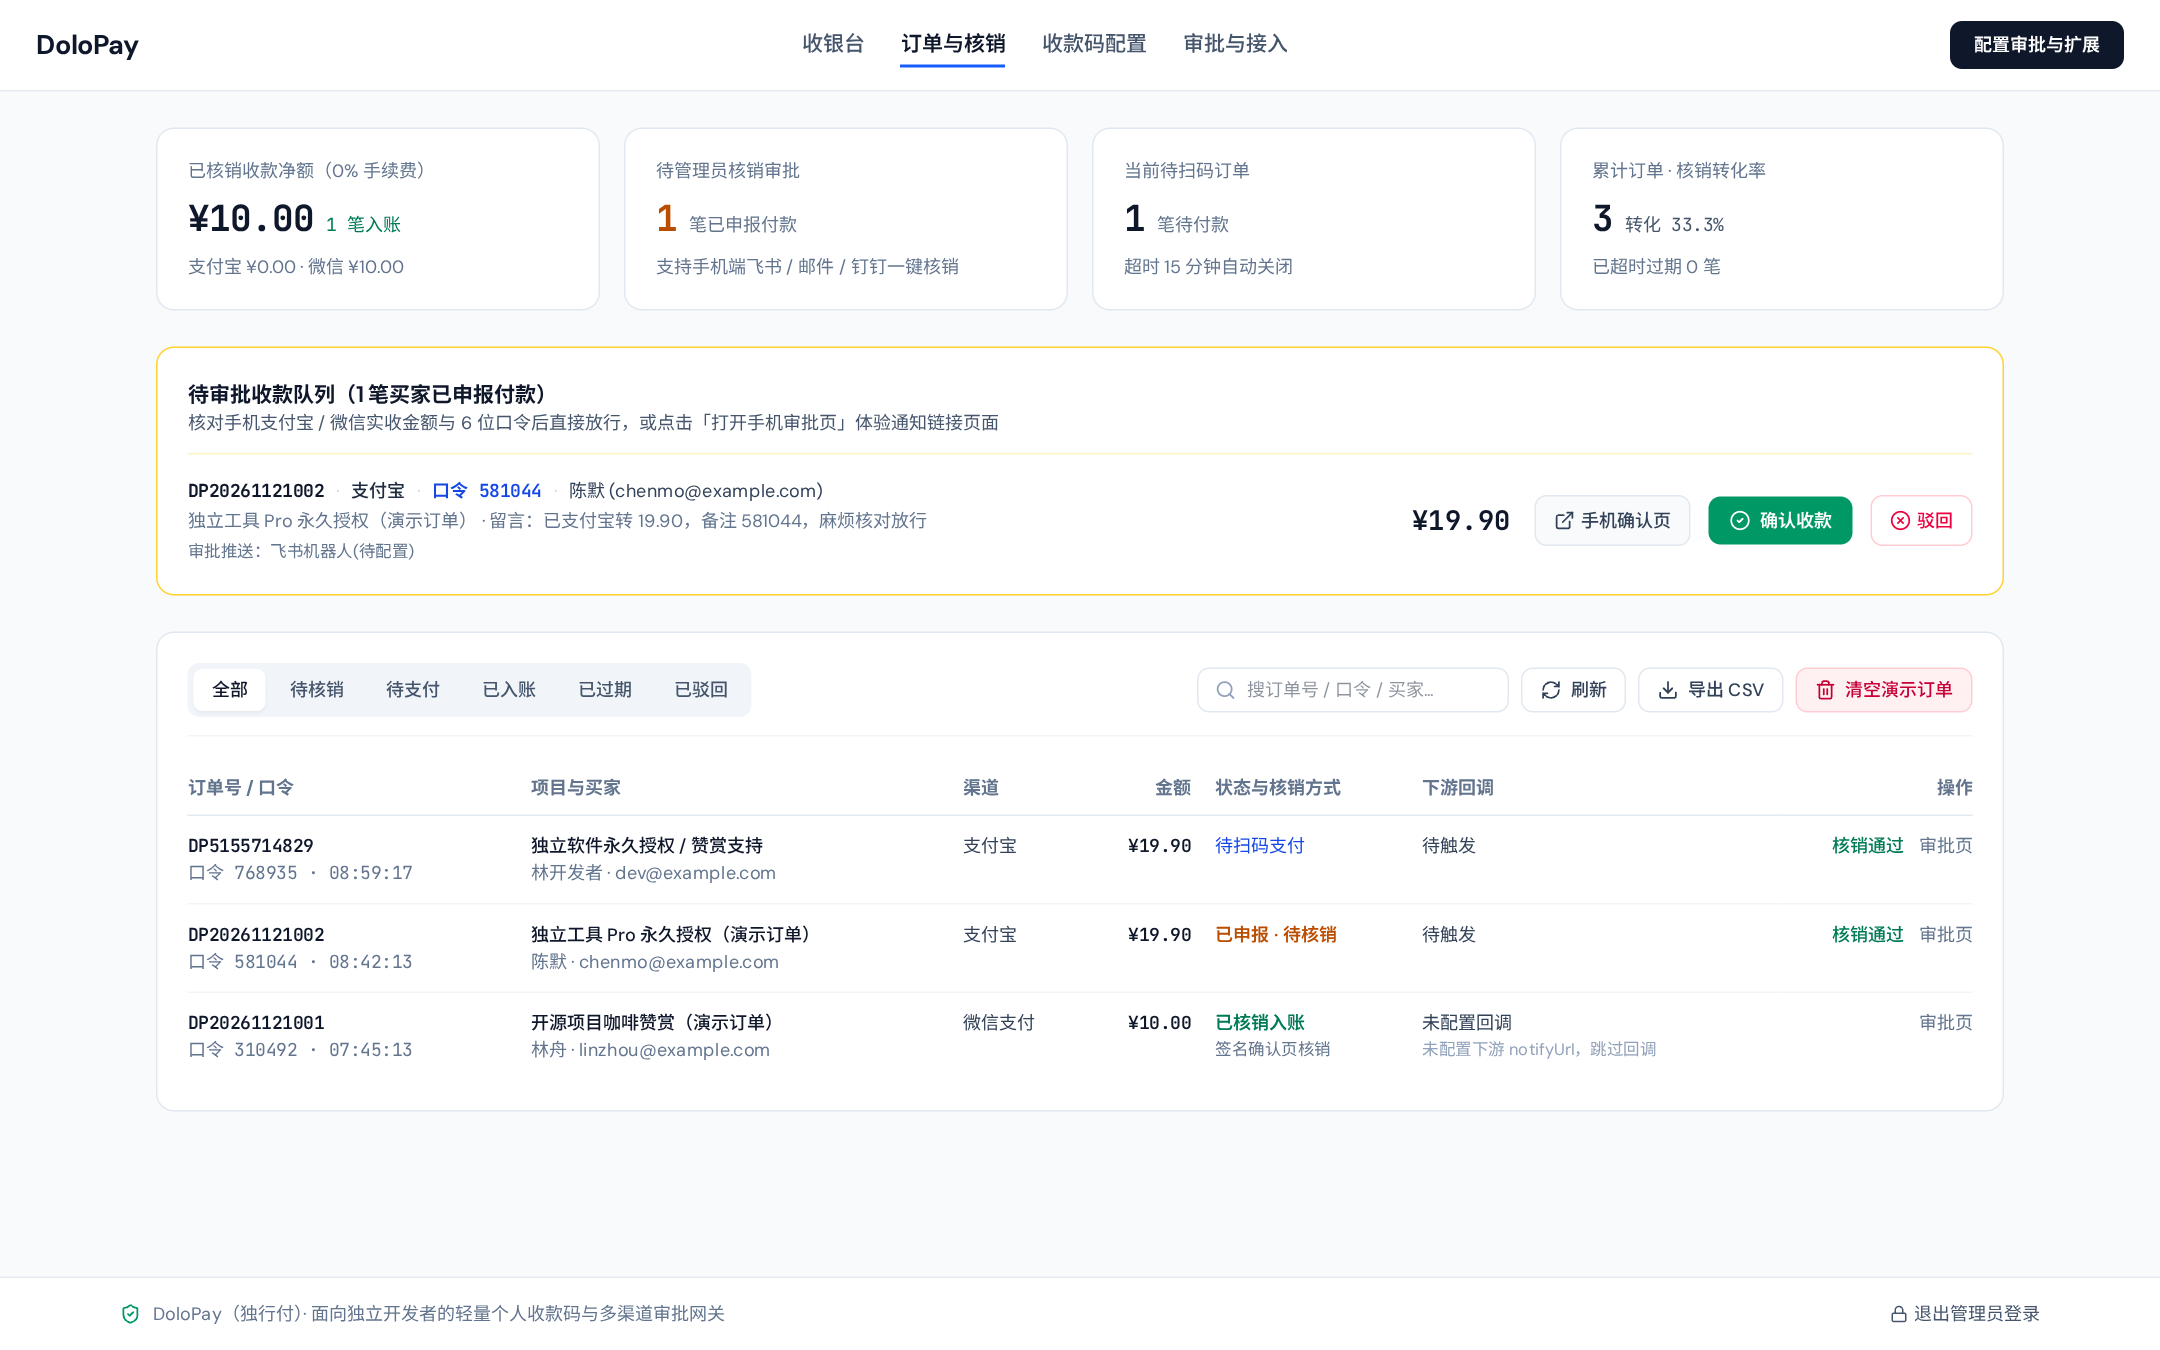 DoloPay
收银台
订单与核销
收款码配置
审批与接入
配置审批与扩展
已核销收款净额（0% 手续费）
¥10.00 1 笔入账
支付宝 ¥0.00 · 微信 ¥10.00
待管理员核销审批
1 笔已申报付款
支持手机端飞书 / 邮件 / 钉钉一键核销
当前待扫码订单
1 笔待付款
超时 15 分钟自动关闭
累计订单 · 核销转化率
3 转化 33.3%
已超时过期 0 笔
待审批收款队列（1 笔买家已申报付款）
核对手机支付宝 / 微信实收金额与 6 位口令后直接放行，或点击「打开手机审批页」体验通知链接页面
DP20261121002 · 支付宝 · 口令 581044 · 陈默 (chenmo@example.com)
独立工具 Pro 永久授权（演示订单） · 留言：已支付宝转 19.90，备注 581044，麻烦核对放行
审批推送：飞书机器人(待配置)
¥19.90
手机确认页
确认收款
驳回
全部
待核销
待支付
已入账
已过期
已驳回
搜订单号 / 口令 / 买家...
刷新
导出 CSV
清空演示订单
订单号 / 口令 项目与买家 渠道 金额 状态与核销方式 下游回调 操作
DP5155714829 独立软件永久授权 / 赞赏支持 支付宝 ¥19.90 待扫码支付 待触发 核销通过 审批页
口令 768935 · 08:59:17 林开发者 · dev@example.com
DP20261121002 独立工具 Pro 永久授权（演示订单） 支付宝 ¥19.90 已申报 · 待核销 待触发 核销通过 审批页
口令 581044 · 08:42:13 陈默 · chenmo@example.com
DP20261121001 开源项目咖啡赞赏（演示订单） 微信支付 ¥10.00 已核销入账 未配置回调 审批页
口令 310492 · 07:45:13 林舟 · linzhou@example.com 签名确认页核销 未配置下游 notifyUrl，跳过回调
DoloPay（独行付）· 面向独立开发者的轻量个人收款码与多渠道审批网关
退出管理员登录